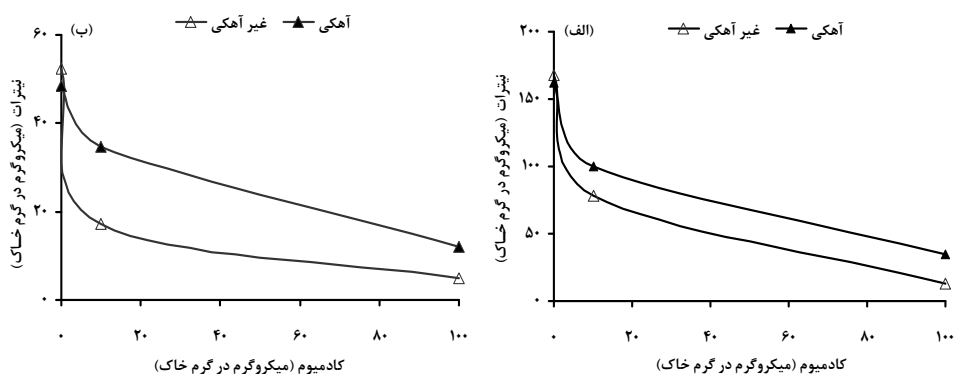 (الف)
غیر آهکی
آهکی
نیترات (میکروگرم در گرم خاک)
۲۰۰
۱۵۰
۱۰۰
۵۰
۰
۰ ۲۰ ۴۰ ۶۰ ۸۰ ۱۰۰
کادمیوم (میکروگرم در گرم خاک)
(ب)
غیر آهکی
آهکی
نیترات (میکروگرم در گرم خاک)
۶۰
۴۰
۲۰
۰
۰ ۲۰ ۴۰ ۶۰ ۸۰ ۱۰۰
کادمیوم (میکروگرم در گرم خاک)